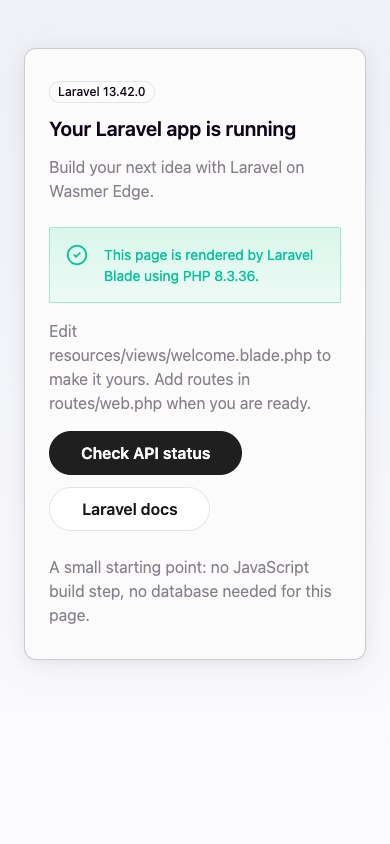 Laravel 13.42.0
Your Laravel app is running
Build your next idea with Laravel on
Wasmer Edge.
This page is rendered by Laravel
Blade using PHP 8.3.36.
Edit
resources/views/welcome.blade.php to
make it yours. Add routes in
routes/web.php when you are ready.
Check API status
Laravel docs
A small starting point: no JavaScript
build step, no database needed for this
page.